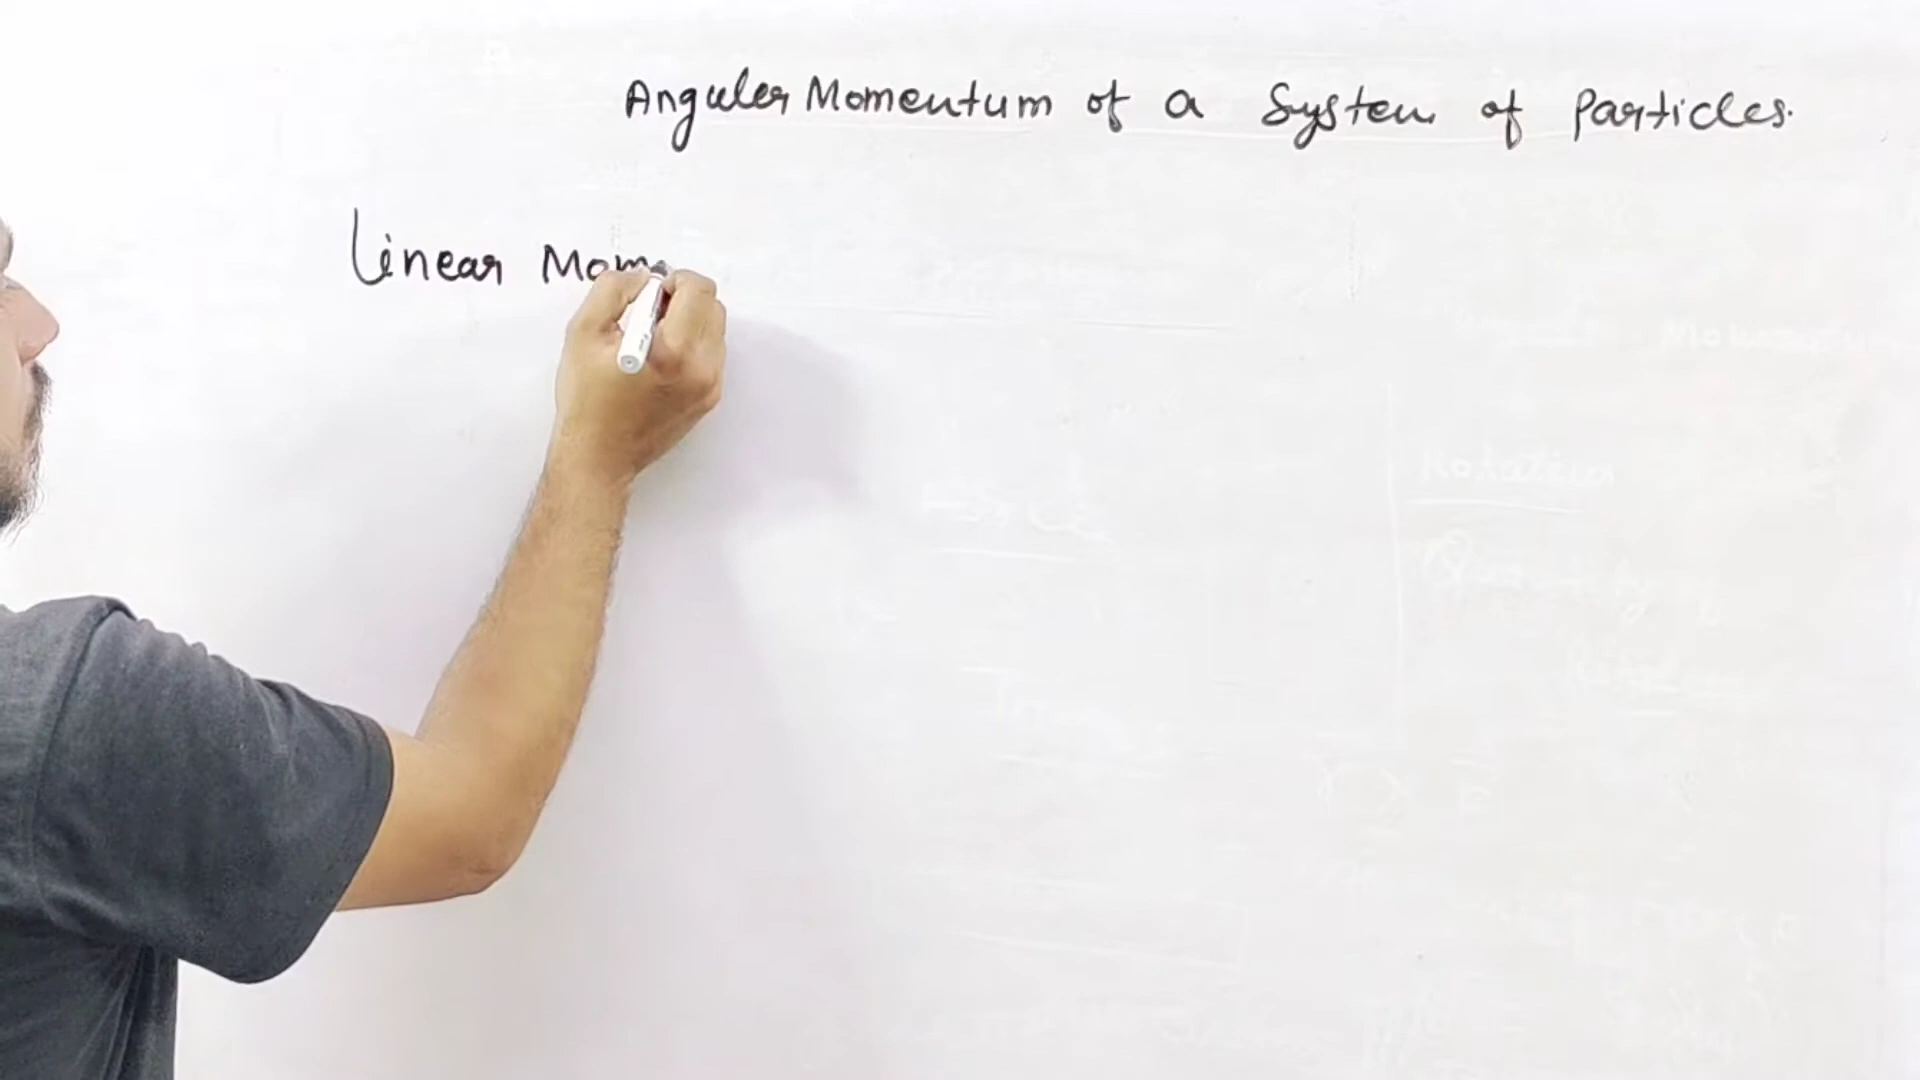 Anguler Momentum of a System of Particles.
Linear Mom